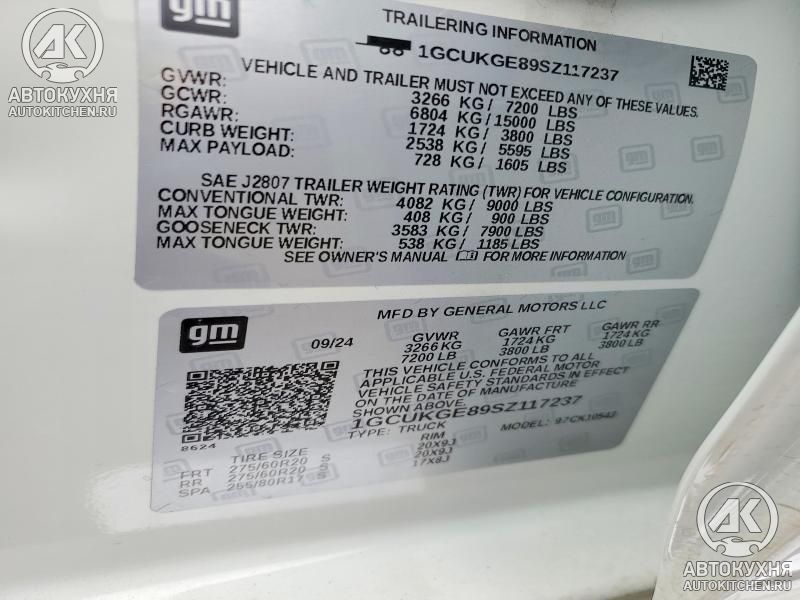 АВТОКУХНЯ
AUTOKITCHEN.RU
gm
TRAILERING INFORMATION
1GCUKGE89SZ117237
VEHICLE AND TRAILER MUST NOT EXCEED ANY OF THESE VALUES.
GVWR: 3266 KG/ 7200 LBS
GCWR: 6804 KG/ 15000 LBS
RGAWR: 1724 KG/ 3800 LBS
CURB WEIGHT: 2538 KG/ 5595 LBS
MAX PAYLOAD: 728 KG/ 1605 LBS
SAE J2807 TRAILER WEIGHT RATING (TWR) FOR VEHICLE CONFIGURATION.
CONVENTIONAL TWR: 4082 KG/ 9000 LBS
MAX TONGUE WEIGHT: 408 KG/ 900 LBS
GOOSENECK TWR: 3583 KG/ 7900 LBS
MAX TONGUE WEIGHT: 538 KG/ 1185 LBS
SEE OWNER'S MANUAL FOR MORE INFORMATION
gm
MFD BY GENERAL MOTORS LLC
09/24 GVWR GAWR FRT GAWR RR
3266 KG 1724 KG 1724 KG
7200 LB 3800 LB 3800 LB
THIS VEHICLE CONFORMS TO ALL
APPLICABLE U.S. FEDERAL MOTOR
VEHICLE SAFETY STANDARDS IN EFFECT
ON THE DATE OF MANUFACTURE
SHOWN ABOVE.
1GCUKGE89SZ117237
TYPE: TRUCK MODEL:
8624
TIRE SIZE RIM
FRT 275/60R20 S 20X9J
RR 275/60R20 S 20X9J
SPA 255/80R17 S 17X8J
АК
АВТОКУХНЯ
AUTOKITCHEN.RU